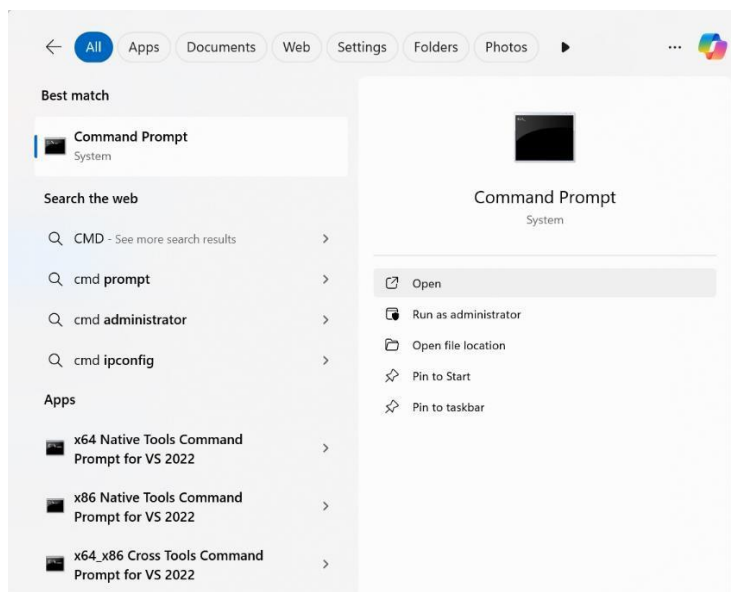 All Apps Documents Web Settings Folders Photos ...
Best match
Command Prompt
System
Search the web
CMD - See more search results
cmd prompt
cmd administrator
cmd ipconfig
Apps
x64 Native Tools Command
Prompt for VS 2022
x86 Native Tools Command
Prompt for VS 2022
x64_x86 Cross Tools Command
Prompt for VS 2022
Command Prompt
System
Open
Run as administrator
Open file location
Pin to Start
Pin to taskbar